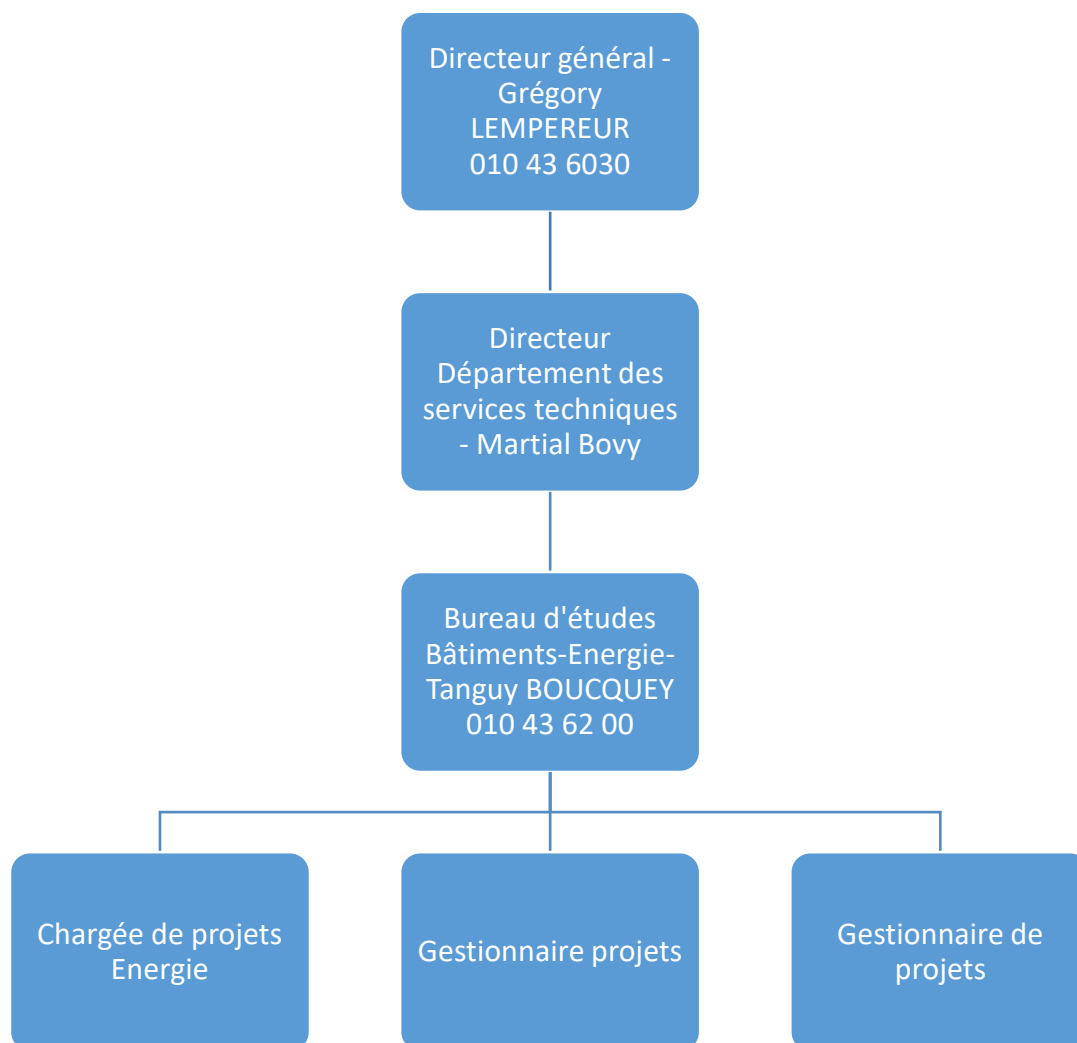 Directeur général -
Grégory
LEMPEREUR
010 43 6030
Directeur
Département des
services techniques
- Martial Bovy
Bureau d'études
Bâtiments-Energie-
Tanguy BOUCQUEY
010 43 62 00
Chargée de projets
Energie
Gestionnaire projets
Gestionnaire de
projets